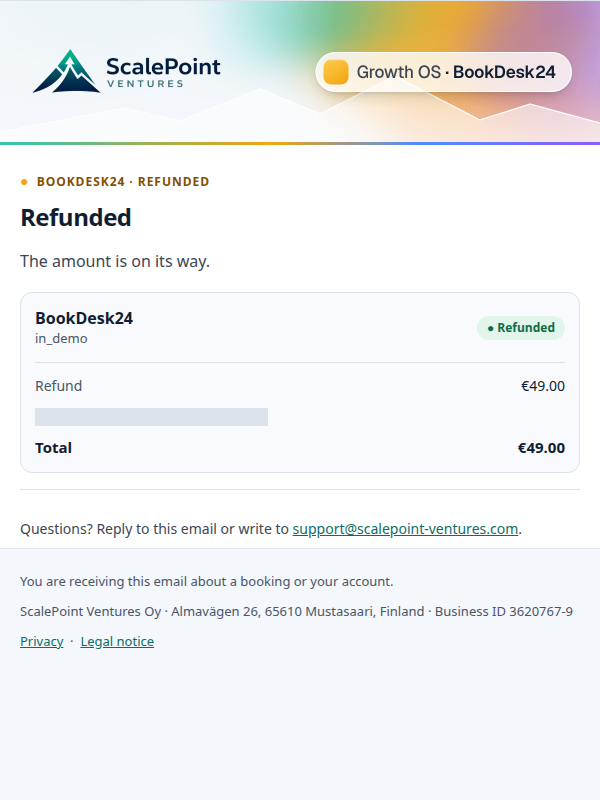 ScalePoint
VENTURES
Growth OS · BookDesk24
BOOKDESK24 · REFUNDED
Refunded
The amount is on its way.
BookDesk24
in_demo
● Refunded
Refund €49.00
Total €49.00
Questions? Reply to this email or write to support@scalepoint-ventures.com.
You are receiving this email about a booking or your account.
ScalePoint Ventures Oy · Almavägen 26, 65610 Mustasaari, Finland · Business ID 3620767-9
Privacy · Legal notice